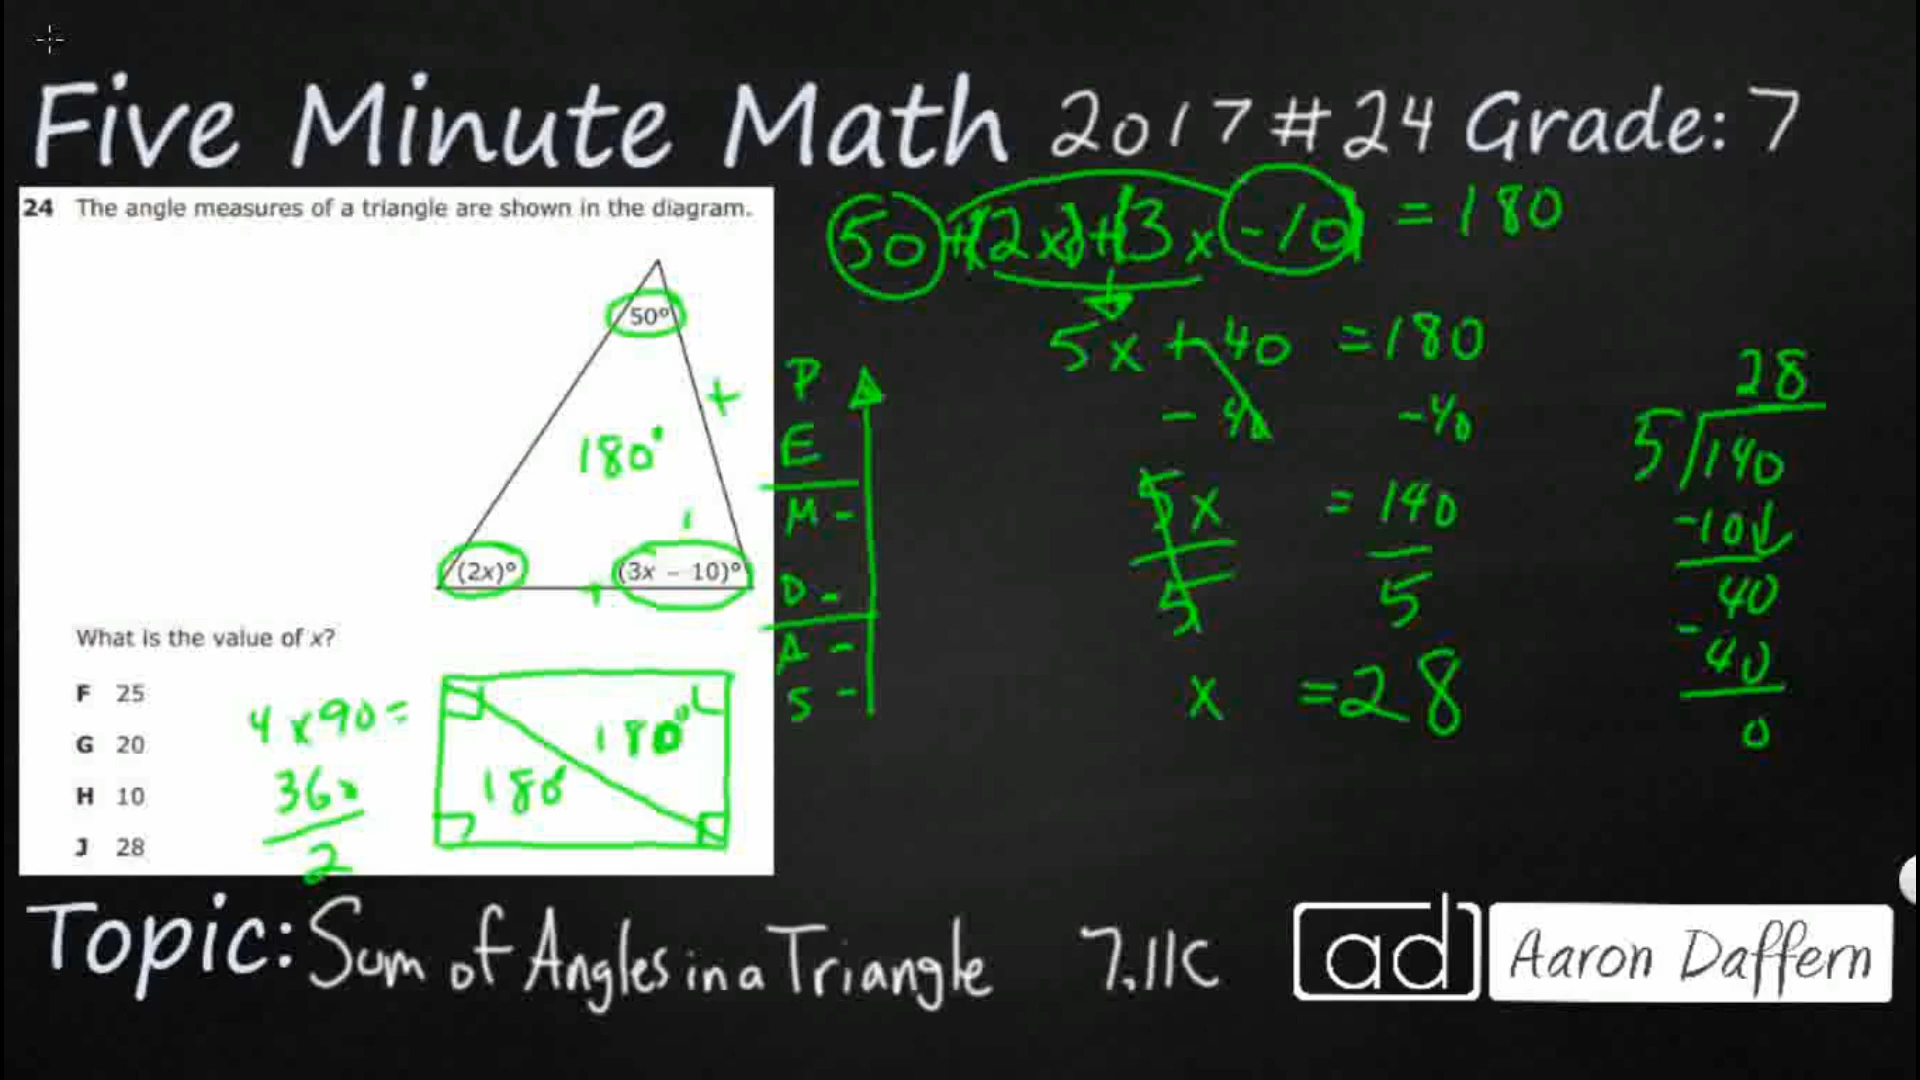 Five Minute Math 2017 #24 Grade: 7
24 The angle measures of a triangle are shown in the diagram.
50°
180°
(2x)°
(3x – 10)°
+
+
What is the value of x?
F 25
G 20
H 10
J 28
4 x 90 =
360
2
180°
180°
P
E
M -
D -
A -
S -
50 + (2x) + (3x - 10) = 180
5x + 40 = 180
- 40 - 40
5x = 140
5 5
x = 28
28
5 140
- 10
40
- 40
0
Topic: Sum of Angles in a Triangle 7.11C
ad Aaron Daffern